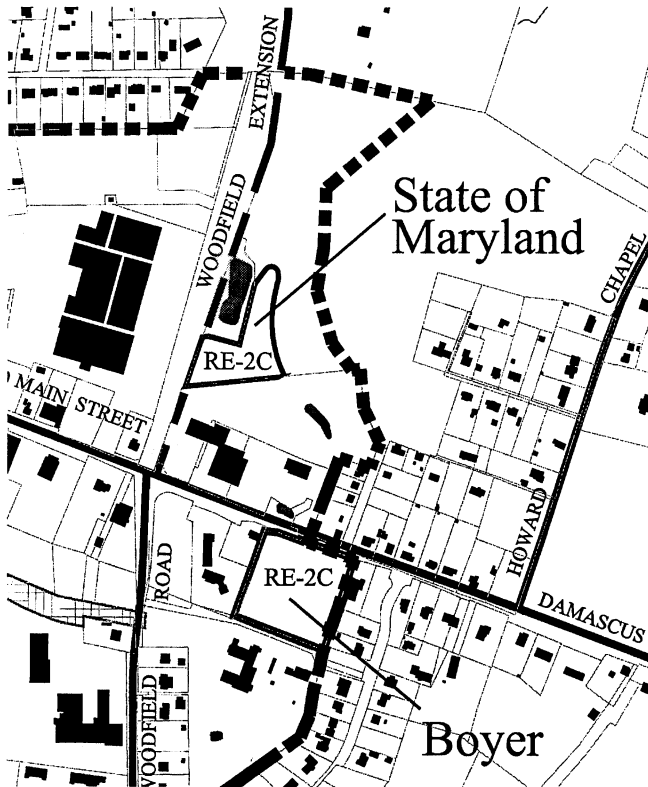 EXTENSION
WOODFIELD
State of
Maryland
CHAPEL
RE-2C
MAIN STREET
HOWARD
ROAD
RE-2C
DAMASCUS
WOODFIELD
Boyer